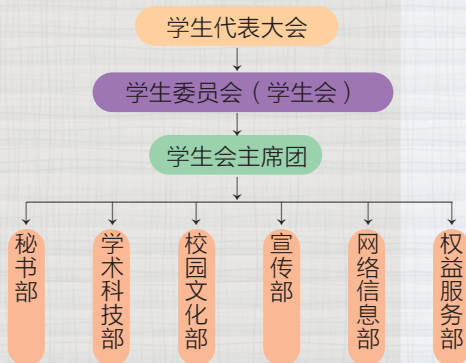 学生代表大会
学生委员会（学生会）
学生会主席团
秘书部
学术科技部
校园文化部
宣传部
网络信息部
权益服务部